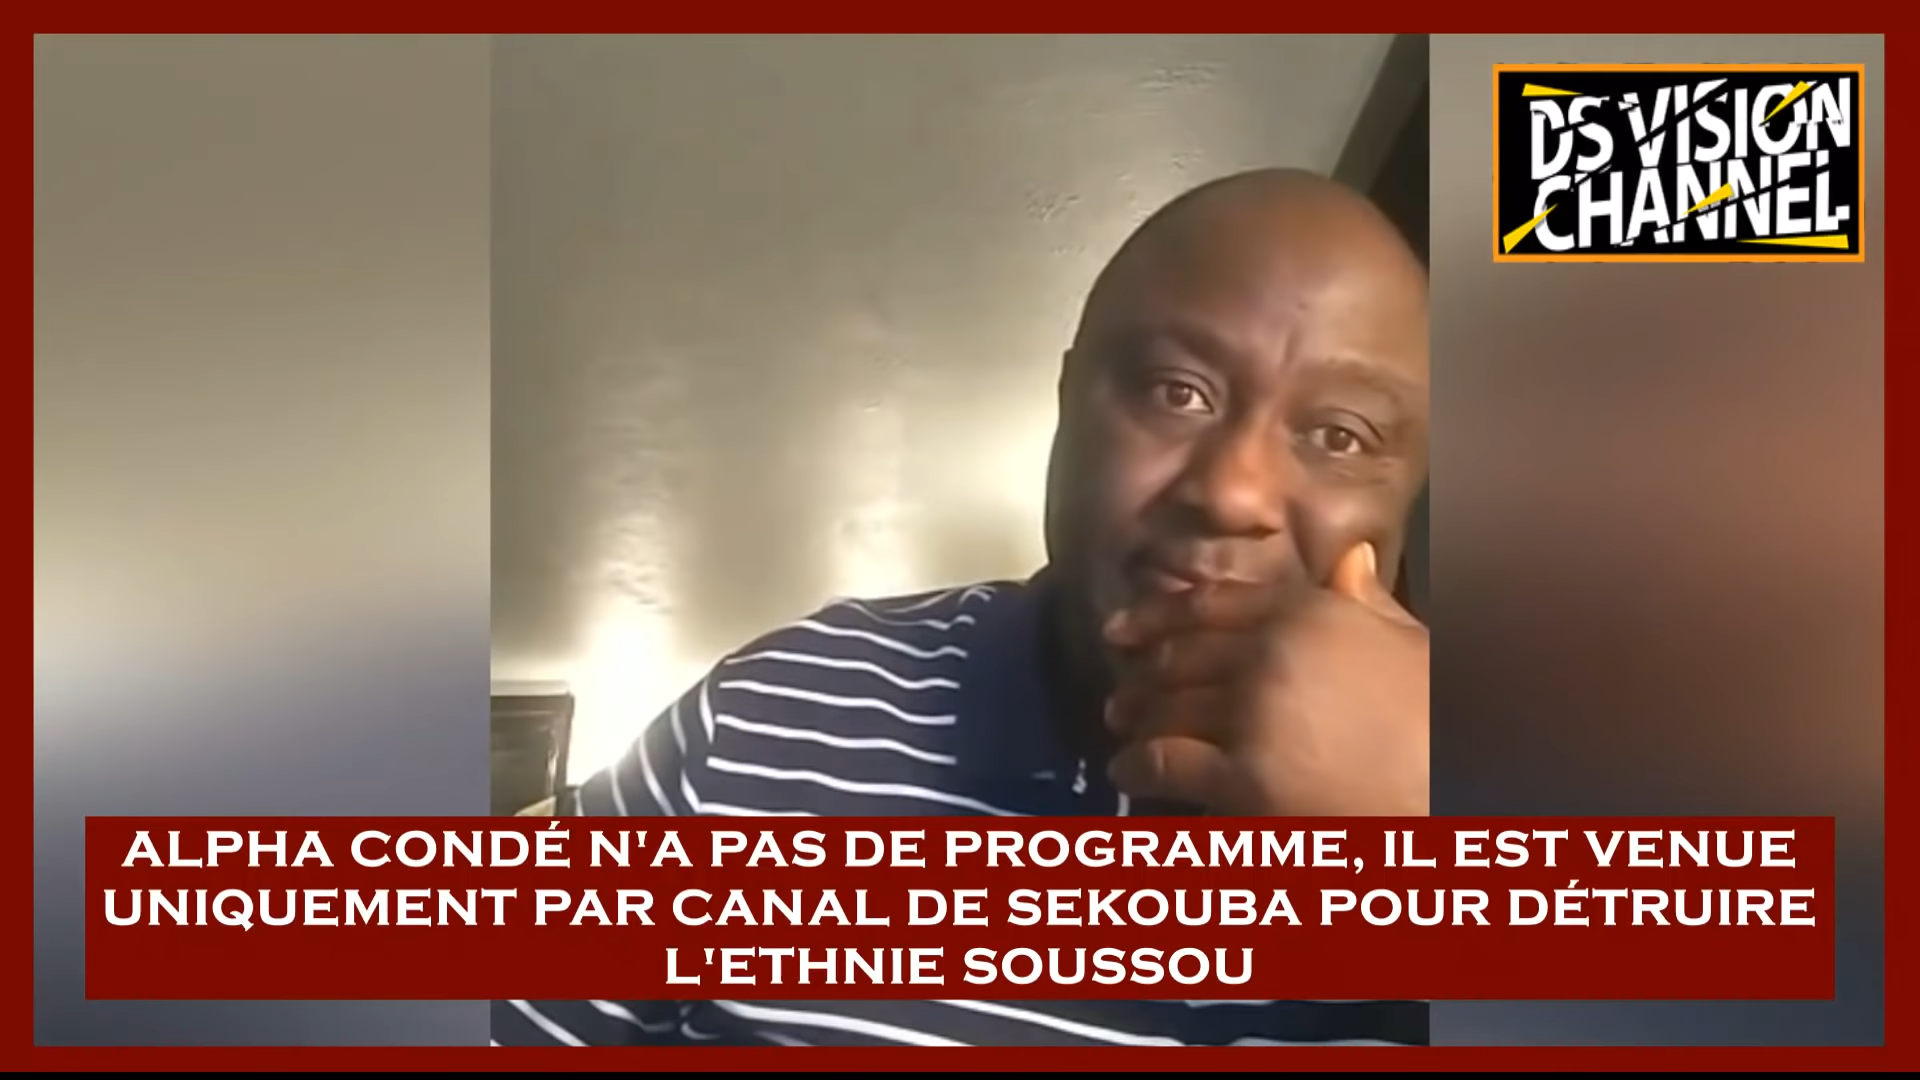 DS VISION
CHANNEL
ALPHA CONDÉ N'A PAS DE PROGRAMME, IL EST VENUE
UNIQUEMENT PAR CANAL DE SEKOUBA POUR DÉTRUIRE
L'ETHNIE SOUSSOU